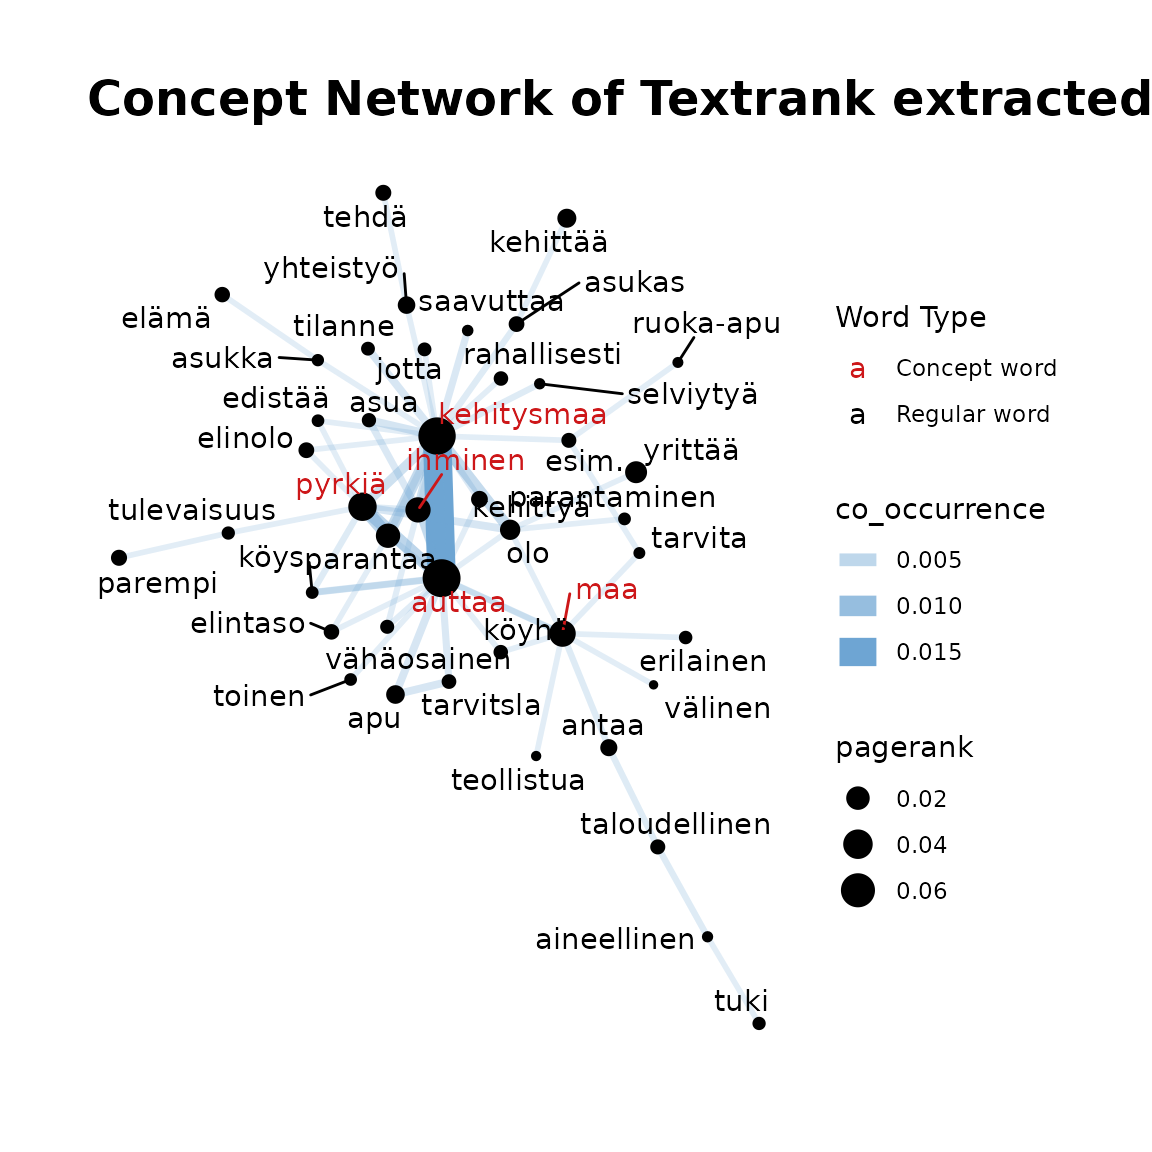 Concept Network of Textrank extracted
tehdä
kehittää
yhteistyö
asukas
elämä
saavuttaa
tilanne
ruoka-apu
asukka
rahallisesti
jotta
edistää
asua
selviytyä
kehitysmaa
elinolo
yrittää
ihminen
esim.
pyrkiä
parantaminen
tulevaisuus
kehittyä
tarvita
olo
köys
parantaa
parempi
auttaa
maa
elintaso
köyhä
vähäosainen
erilainen
toinen
tarvitsla
välinen
apu
antaa
teollistua
taloudellinen
aineellinen
tuki
Word Type
a Concept word
a Regular word
co_occurrence
0.005
0.010
0.015
pagerank
0.02
0.04
0.06